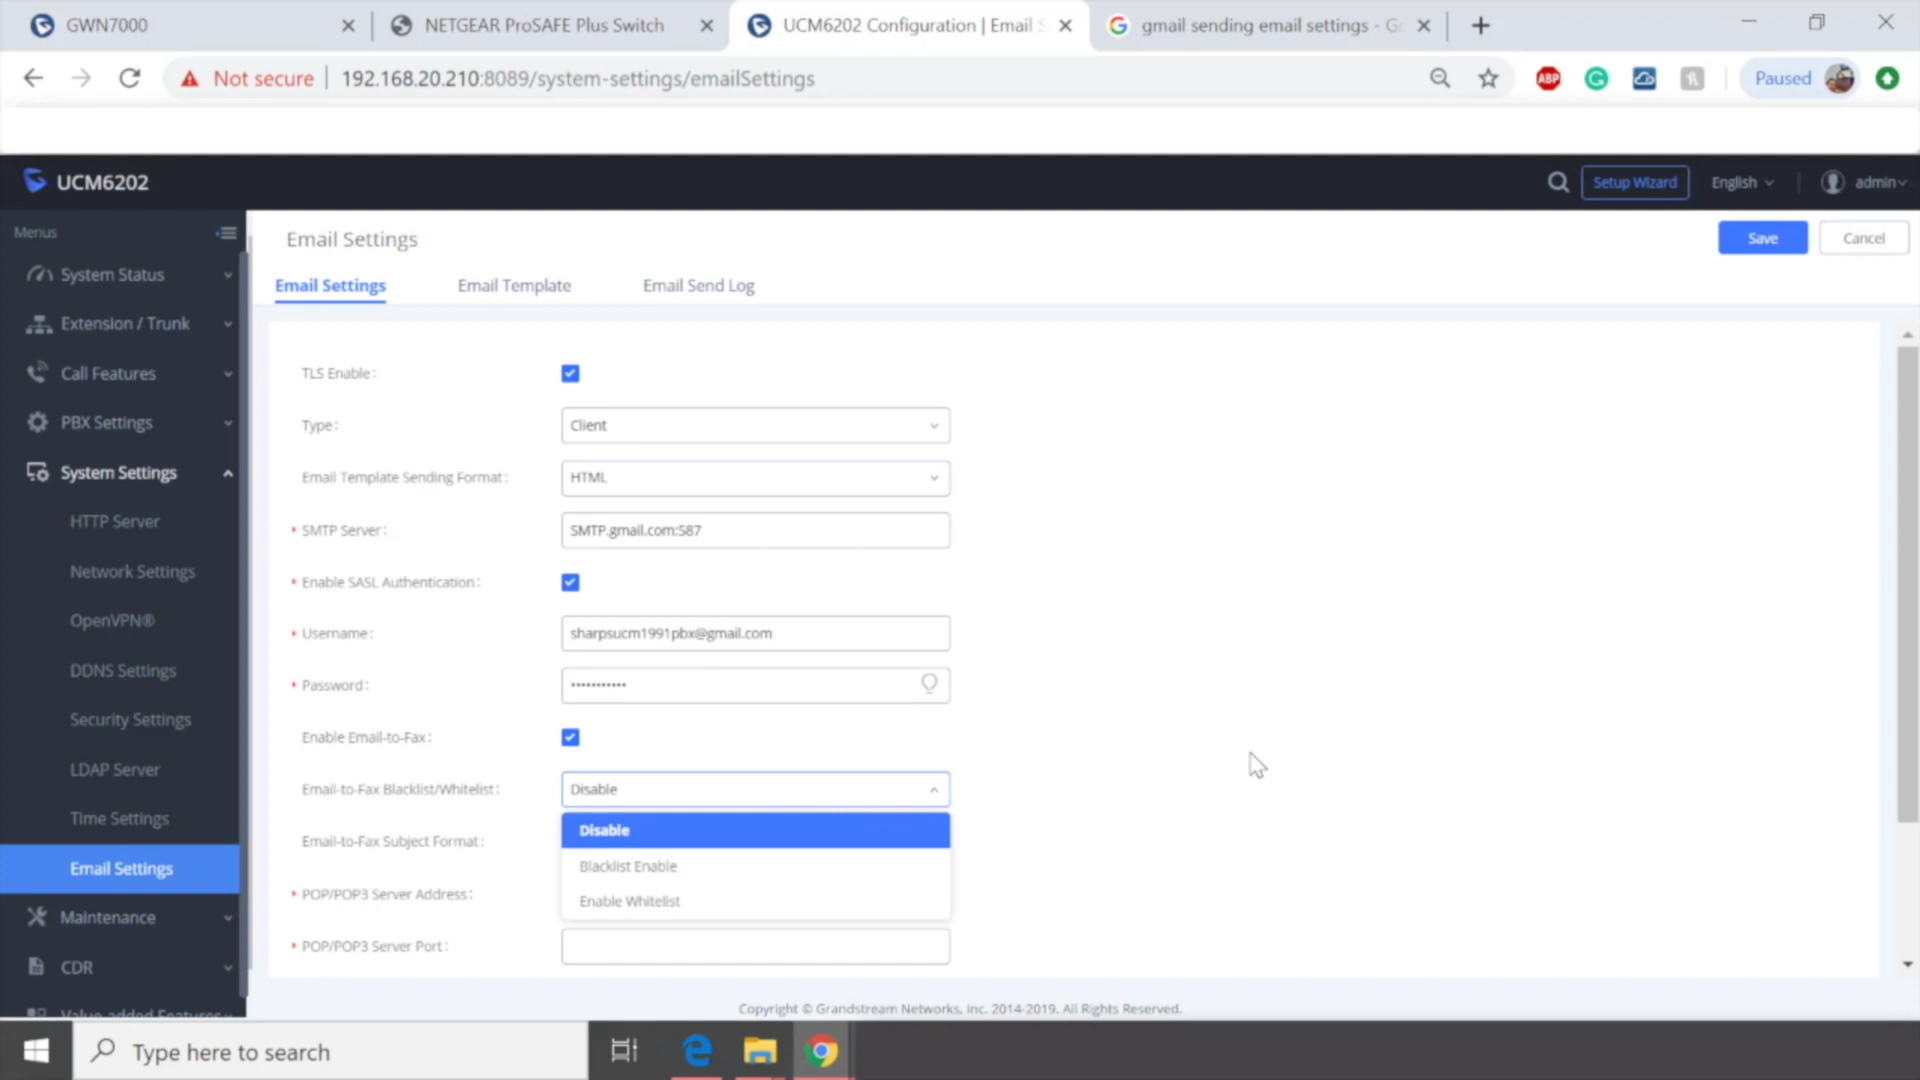 GWN7000
NETGEAR ProSAFE Plus Switch
UCM6202 Configuration | Email S
gmail sending email settings - Go
Not secure
192.168.20.210:8089/system-settings/emailSettings
ABP
Paused
UCM6202
Setup Wizard
English
admin
Menus
System Status
Extension / Trunk
Call Features
PBX Settings
System Settings
HTTP Server
Network Settings
OpenVPN®
DDNS Settings
Security Settings
LDAP Server
Time Settings
Email Settings
Maintenance
CDR
Value-added Features
Email Settings
Save
Cancel
Email Settings
Email Template
Email Send Log
TLS Enable:
Type:
Client
Email Template Sending Format:
HTML
* SMTP Server:
SMTP.gmail.com:587
* Enable SASL Authentication:
* Username:
sharpsucm1991pbx@gmail.com
* Password:
•••••••••••
Enable Email-to-Fax:
Email-to-Fax Blacklist/Whitelist:
Disable
Disable
Blacklist Enable
Enable Whitelist
Email-to-Fax Subject Format:
* POP/POP3 Server Address:
* POP/POP3 Server Port:
Copyright © Grandstream Networks, Inc. 2014-2019. All Rights Reserved.
Type here to search